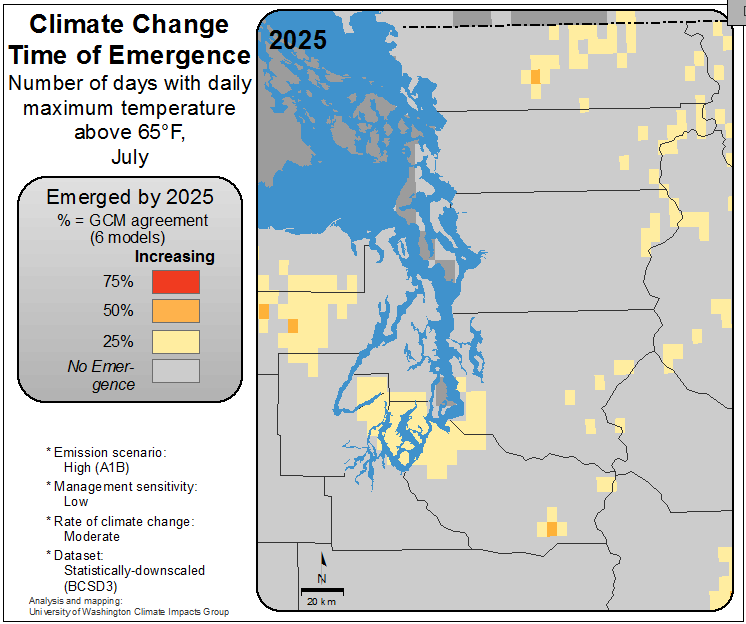 Climate Change
Time of Emergence
Number of days with daily
maximum temperature
above 65°F,
July
Emerged by 2025
% = GCM agreement
(6 models)
Increasing
75%
50%
25%
No Emer-
gence
* Emission scenario:
High (A1B)
* Management sensitivity:
Low
* Rate of climate change:
Moderate
* Dataset:
Statistically-downscaled
(BCSD3)
Analysis and mapping:
University of Washington Climate Impacts Group
2025
N
20 km